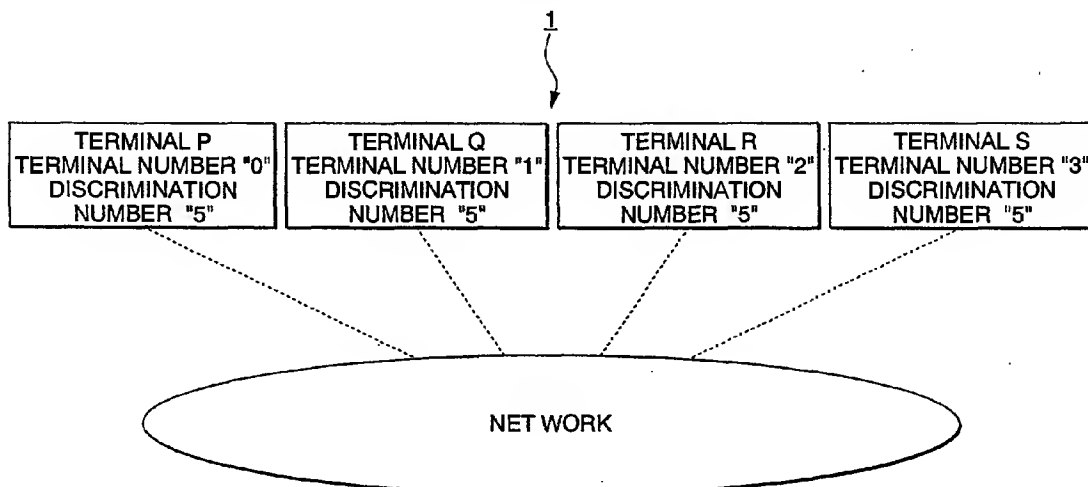 1
TERMINAL P
TERMINAL NUMBER "0"
DISCRIMINATION
NUMBER "5"
TERMINAL Q
TERMINAL NUMBER "1"
DISCRIMINATION
NUMBER "5"
TERMINAL R
TERMINAL NUMBER "2"
DISCRIMINATION
NUMBER "5"
TERMINAL S
TERMINAL NUMBER "3"
DISCRIMINATION
NUMBER "5"
NET WORK